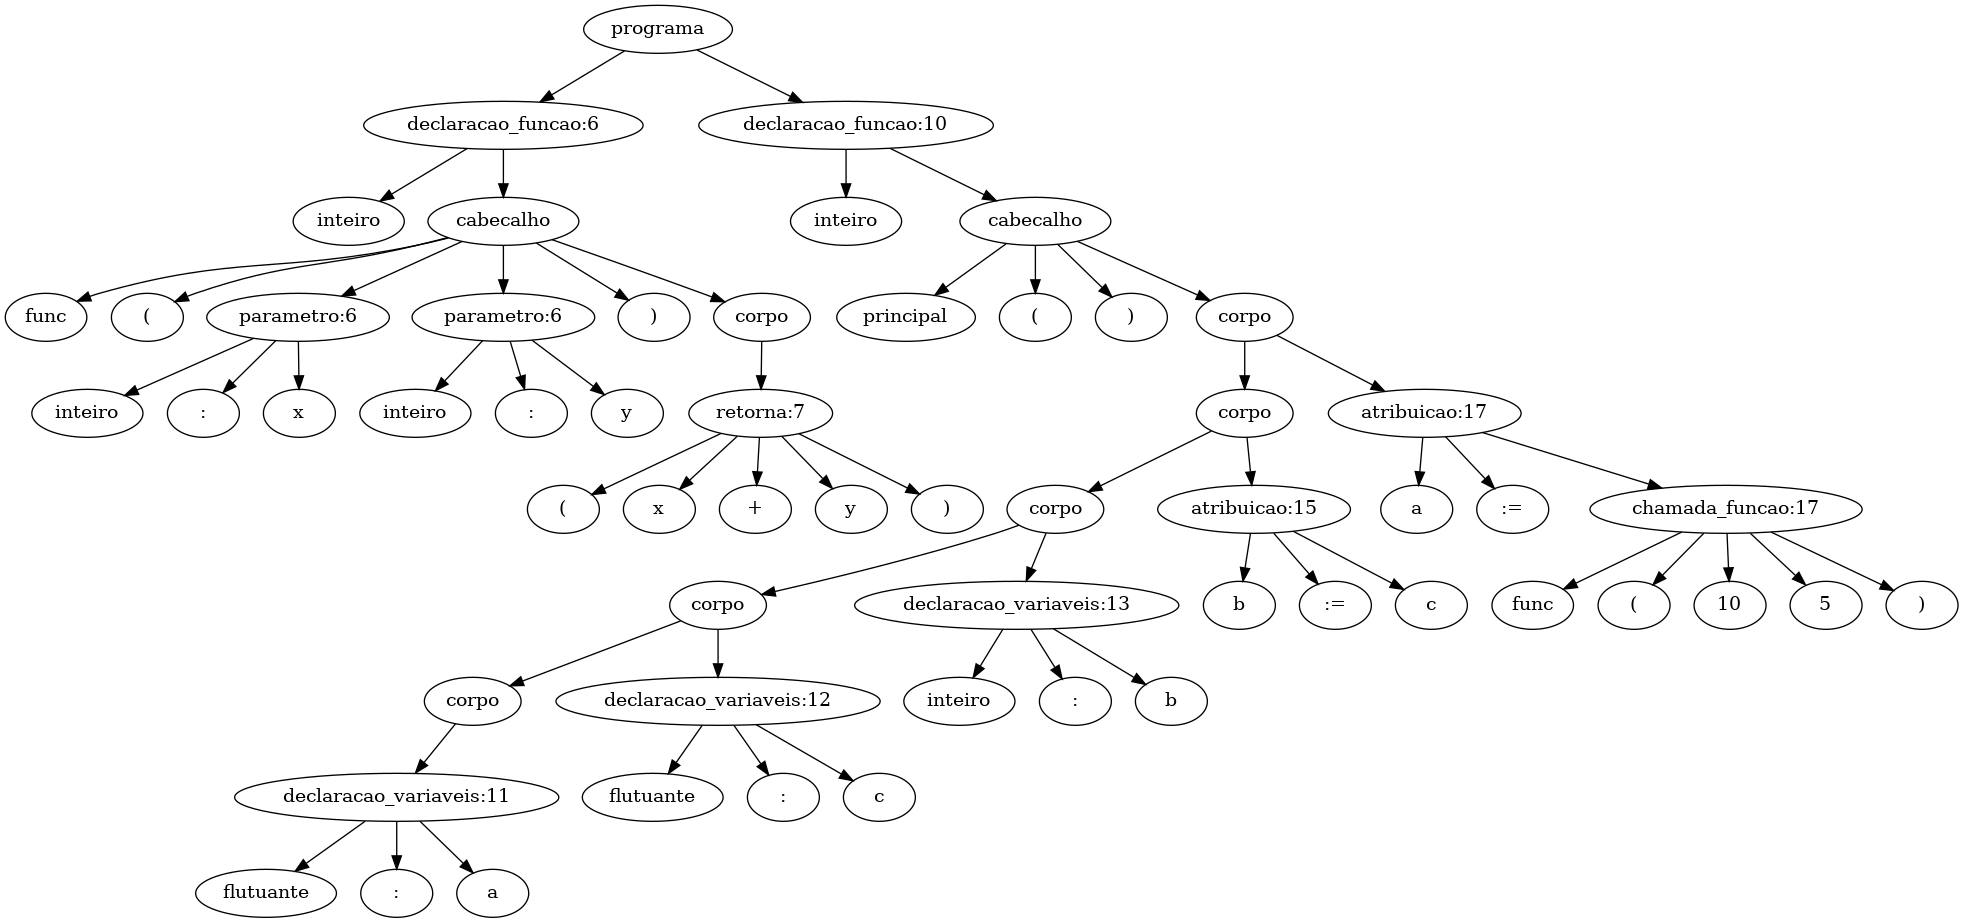 programa
declaracao_funcao:6 declaracao_funcao:10
inteiro cabecalho inteiro cabecalho
func ( parametro:6 parametro:6 ) corpo principal ( ) corpo
inteiro : x inteiro : y retorna:7 corpo atribuicao:17
( x + y ) corpo atribuicao:15 a := chamada_funcao:17
corpo declaracao_variaveis:13 b := c func ( 10 5 )
corpo declaracao_variaveis:12 inteiro : b
declaracao_variaveis:11 flutuante : c
flutuante : a